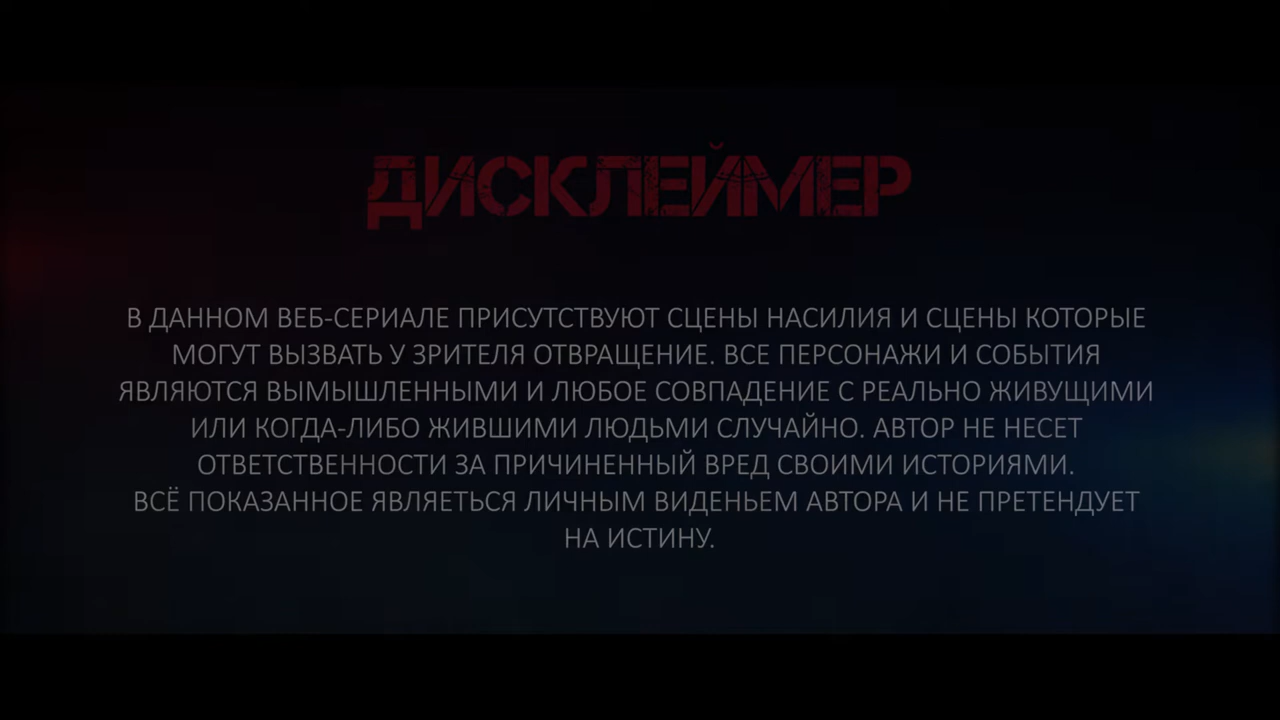 ДИСКЛЕЙМЕР
В ДАННОМ ВЕБ-СЕРИАЛЕ ПРИСУТСТВУЮТ СЦЕНЫ НАСИЛИЯ И СЦЕНЫ КОТОРЫЕ
МОГУТ ВЫЗВАТЬ У ЗРИТЕЛЯ ОТВРАЩЕНИЕ. ВСЕ ПЕРСОНАЖИ И СОБЫТИЯ
ЯВЛЯЮТСЯ ВЫМЫШЛЕННЫМИ И ЛЮБОЕ СОВПАДЕНИЕ С РЕАЛЬНО ЖИВУЩИМИ
ИЛИ КОГДА-ЛИБО ЖИВШИМИ ЛЮДЬМИ СЛУЧАЙНО. АВТОР НЕ НЕСЕТ
ОТВЕТСТВЕННОСТИ ЗА ПРИЧИНЕННЫЙ ВРЕД СВОИМИ ИСТОРИЯМИ.
ВСЁ ПОКАЗАННОЕ ЯВЛЯЕТЬСЯ ЛИЧНЫМ ВИДЕНЬЕМ АВТОРА И НЕ ПРЕТЕНДУЕТ
НА ИСТИНУ.